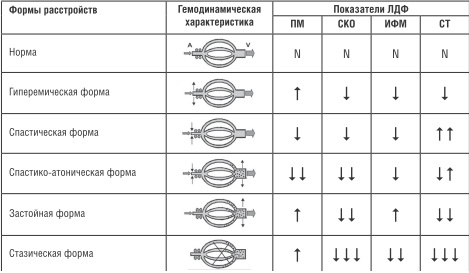 Формы расстройств Гемодинамическая характеристика Показатели ЛДФ
ПМ СКО ИФМ СТ
Норма A V N N N N
Гиперемическая форма ↑ ↓ ↓ ↓
Спастическая форма ↓ ↓ ↓ ↑↑
Спастико-атоническая форма ↓↓ ↓↓ ↓ ↓↑
Застойная форма ↑ ↓↓ ↑ ↓↓
Стазическая форма ↑ ↓↓↓ ↓↓ ↓↓↓